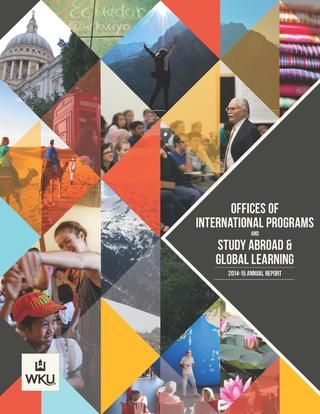 Ecuador
OFFICES OF
INTERNATIONAL PROGRAMS
AND
STUDY ABROAD &
GLOBAL LEARNING
2014-15 ANNUAL REPORT
WKU